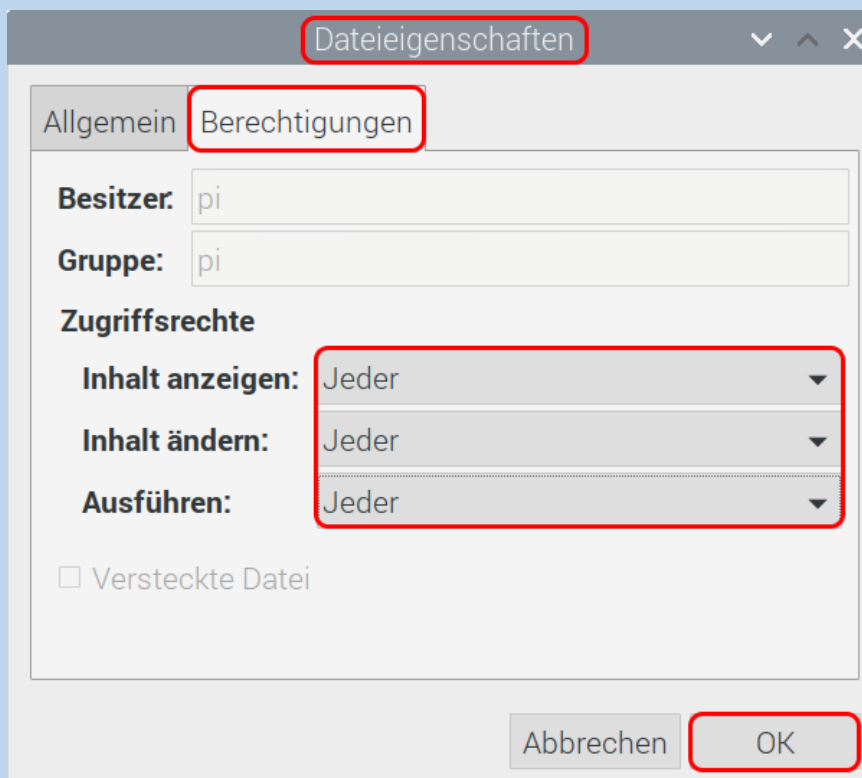 Dateieigenschaften
Allgemein Berechtigungen
Besitzer: pi
Gruppe: pi
Zugriffsrechte
Inhalt anzeigen: Jeder
Inhalt ändern: Jeder
Ausführen: Jeder
Versteckte Datei
Abbrechen OK